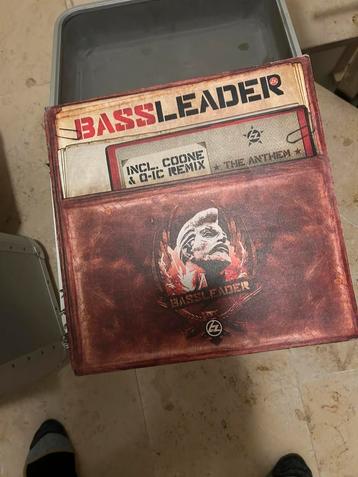 BASSLEADER
INCL. COONE
& Q-IC REMIX
★ THE ANTHEM ★
BASSLEADER